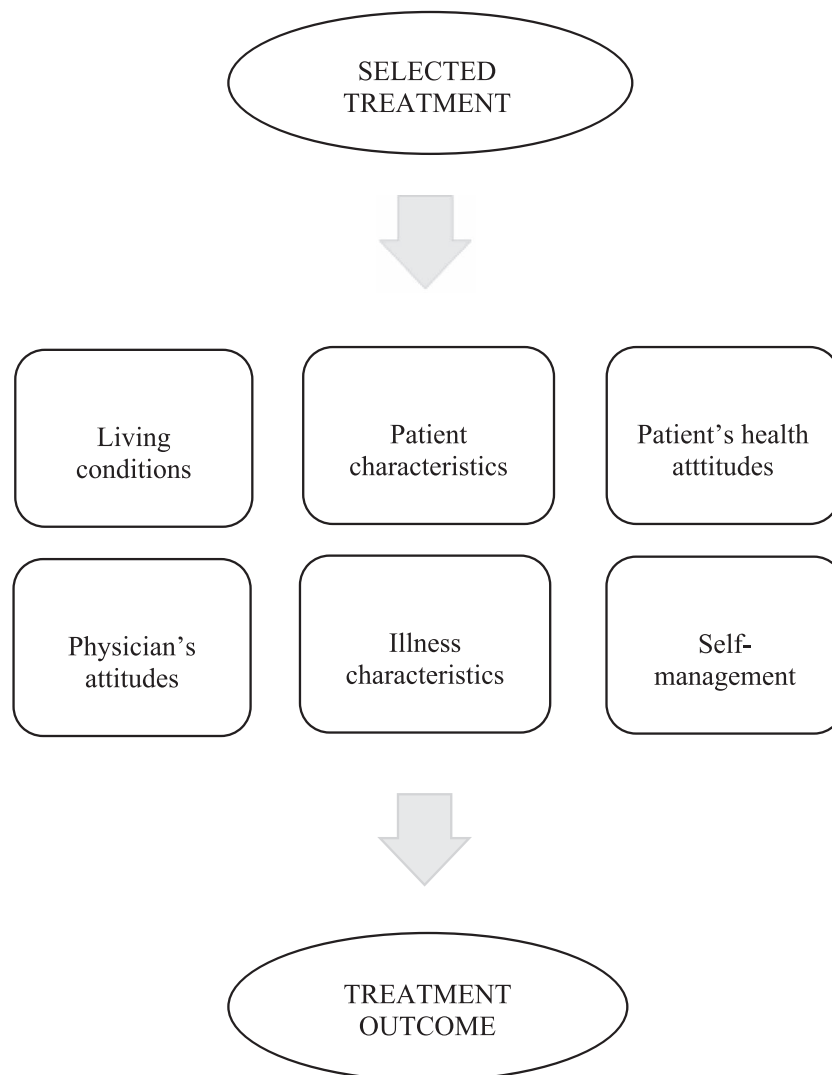 SELECTED
TREATMENT
Living
conditions
Patient
characteristics
Patient’s health
atttitudes
Physician’s
attitudes
Illness
characteristics
Self-
management
TREATMENT
OUTCOME